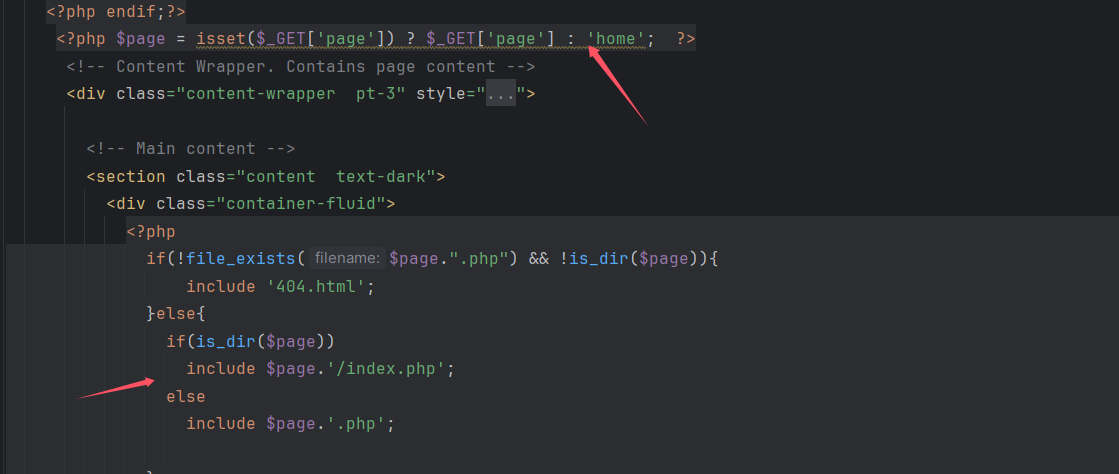 <?php endif;?>
<?php $page = isset($_GET['page']) ? $_GET['page'] : 'home';  ?>
<!-- Content Wrapper. Contains page content -->
<div class="content-wrapper  pt-3" style="...">
<!-- Main content -->
<section class="content  text-dark">
<div class="container-fluid">
<?php
if(!file_exists( filename: $page.".php") && !is_dir($page)){
include '404.html';
}else{
if(is_dir($page))
include $page.'/index.php';
else
include $page.'.php';